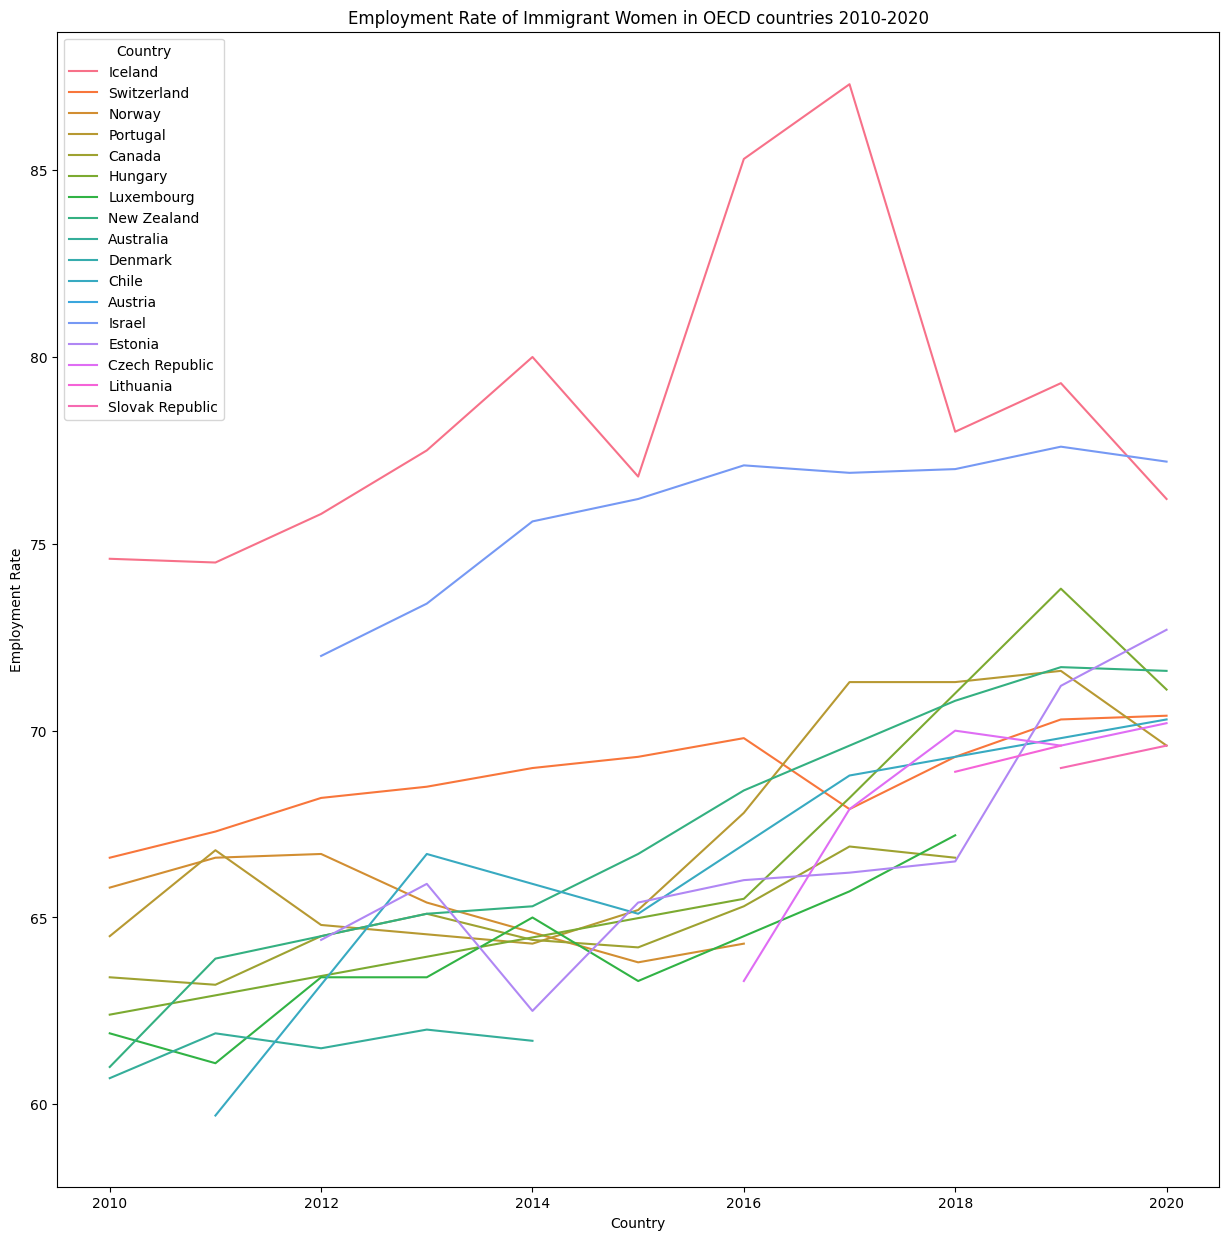 Employment Rate of Immigrant Women in OECD countries 2010-2020
Country
Iceland
Switzerland
Norway
Portugal
Canada
Hungary
Luxembourg
New Zealand
Australia
Denmark
Chile
Austria
Israel
Estonia
Czech Republic
Lithuania
Slovak Republic
85
80
75
70
65
60
Employment Rate
2010
2012
2014
2016
2018
2020
Country